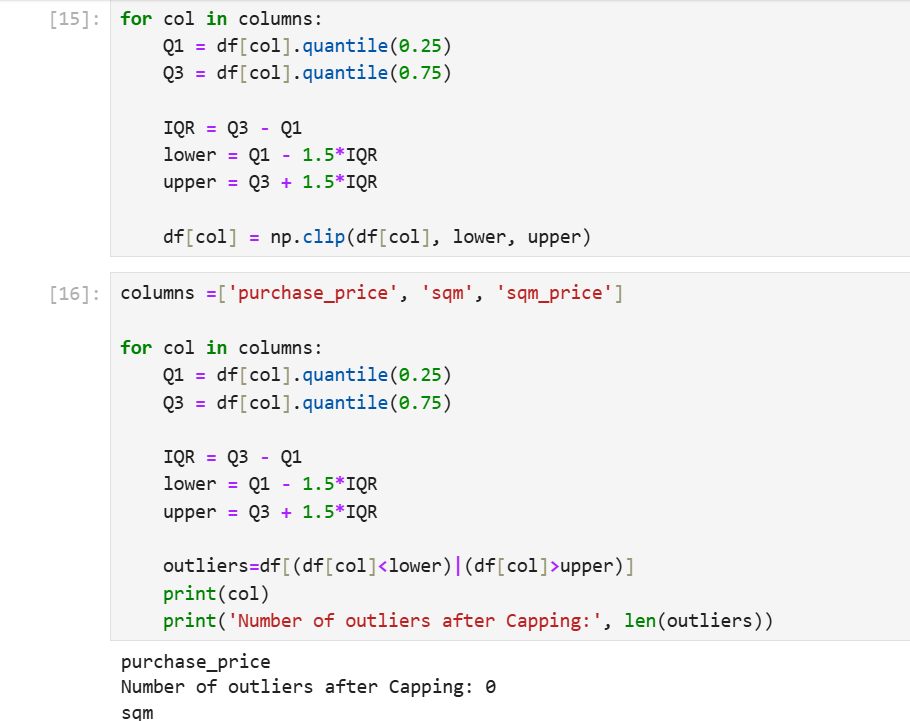 [15]: for col in columns:
    Q1 = df[col].quantile(0.25)
    Q3 = df[col].quantile(0.75)

    IQR = Q3 - Q1
    lower = Q1 - 1.5*IQR
    upper = Q3 + 1.5*IQR

    df[col] = np.clip(df[col], lower, upper)

[16]: columns =['purchase_price', 'sqm', 'sqm_price']

for col in columns:
    Q1 = df[col].quantile(0.25)
    Q3 = df[col].quantile(0.75)

    IQR = Q3 - Q1
    lower = Q1 - 1.5*IQR
    upper = Q3 + 1.5*IQR

    outliers=df[(df[col]<lower)|(df[col]>upper)]
    print(col)
    print('Number of outliers after Capping:', len(outliers))

purchase_price
Number of outliers after Capping: 0
sqm